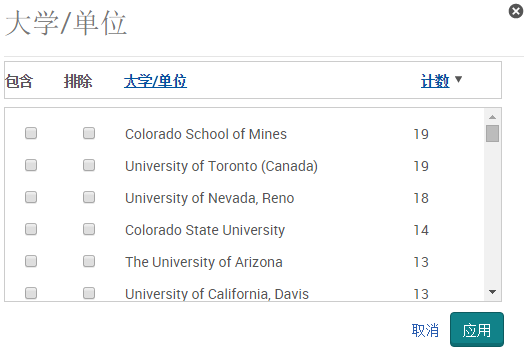 大学/单位
包含 排除 大学/单位 计数
Colorado School of Mines 19
University of Toronto (Canada) 19
University of Nevada, Reno 18
Colorado State University 14
The University of Arizona 13
University of California, Davis 13
取消 应用